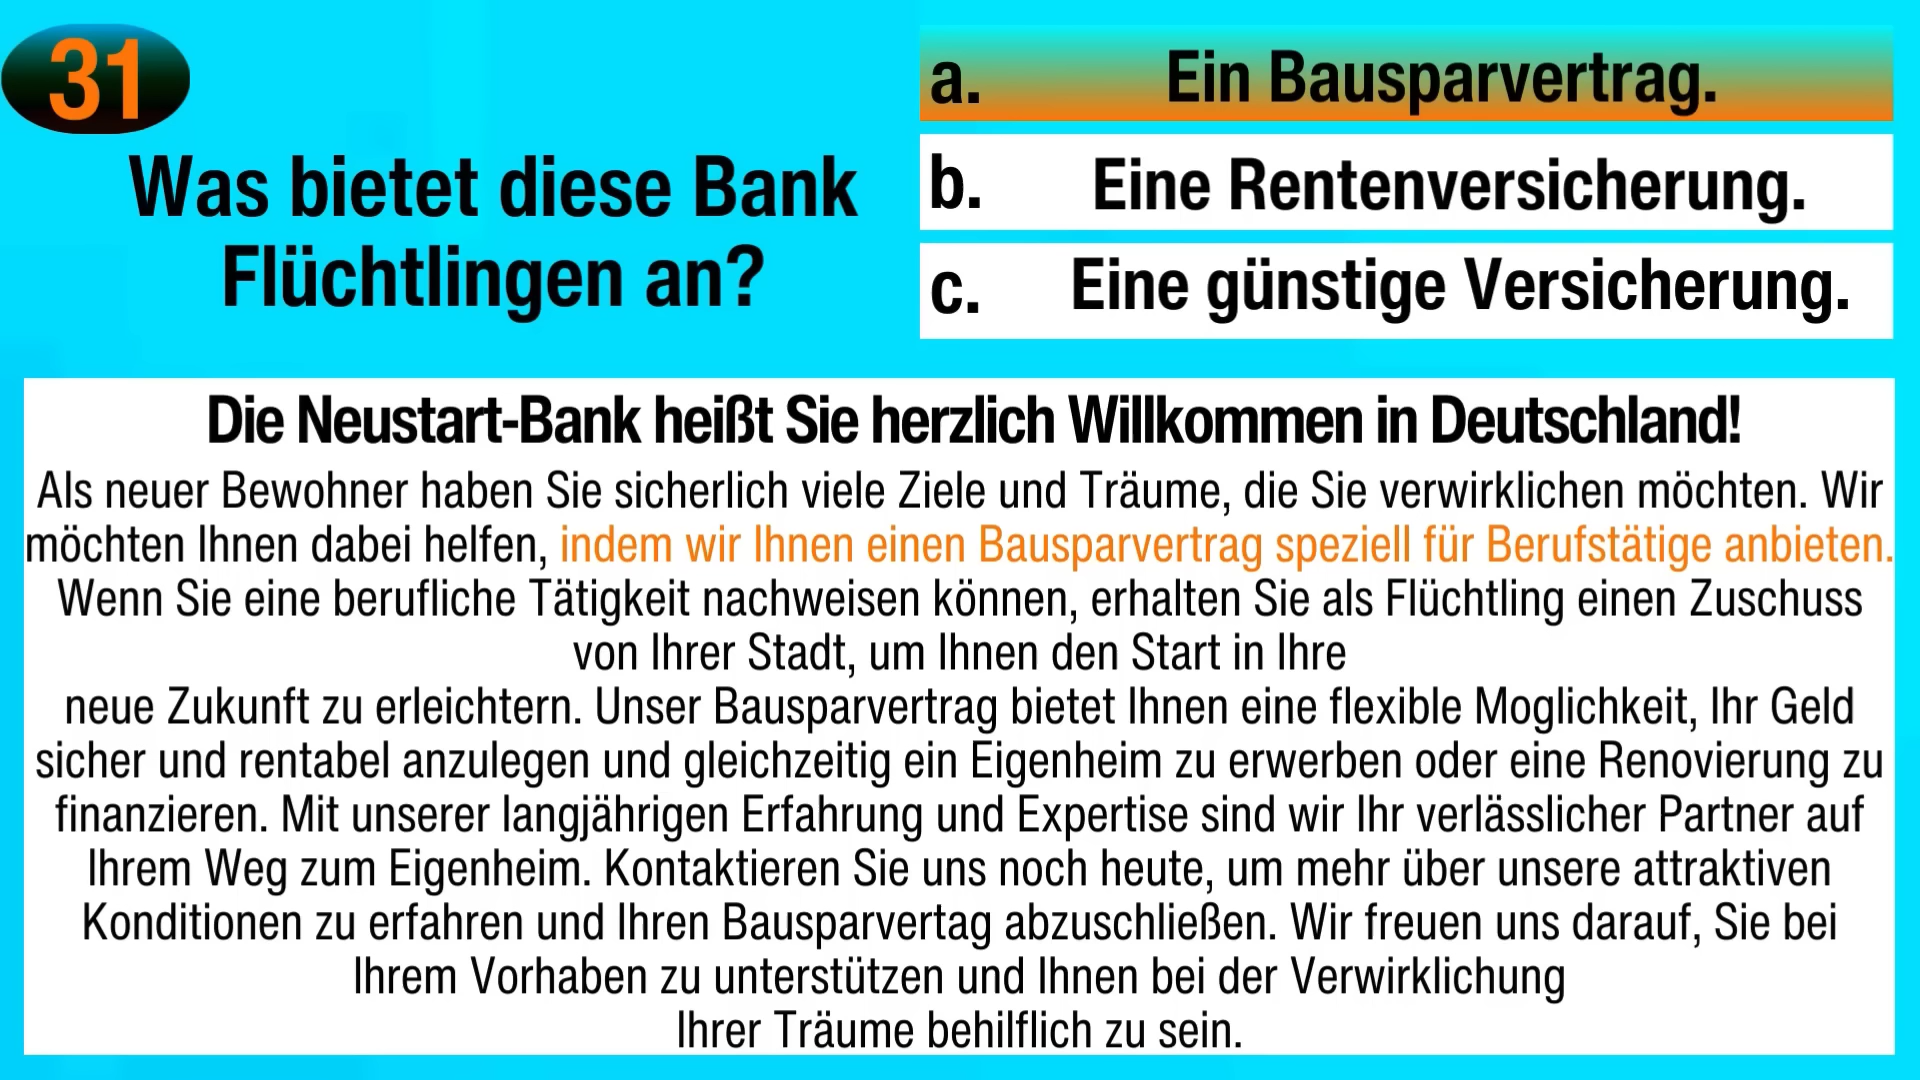 31
Was bietet diese Bank
Flüchtlingen an?
a. Ein Bausparvertrag.
b. Eine Rentenversicherung.
c. Eine günstige Versicherung.
Die Neustart-Bank heißt Sie herzlich Willkommen in Deutschland!
Als neuer Bewohner haben Sie sicherlich viele Ziele und Träume, die Sie verwirklichen möchten. Wir
möchten Ihnen dabei helfen, indem wir Ihnen einen Bausparvertrag speziell für Berufstätige anbieten.
Wenn Sie eine berufliche Tätigkeit nachweisen können, erhalten Sie als Flüchtling einen Zuschuss
von Ihrer Stadt, um Ihnen den Start in Ihre
neue Zukunft zu erleichtern. Unser Bausparvertrag bietet Ihnen eine flexible Moglichkeit, Ihr Geld
sicher und rentabel anzulegen und gleichzeitig ein Eigenheim zu erwerben oder eine Renovierung zu
finanzieren. Mit unserer langjährigen Erfahrung und Expertise sind wir Ihr verlässlicher Partner auf
Ihrem Weg zum Eigenheim. Kontaktieren Sie uns noch heute, um mehr über unsere attraktiven
Konditionen zu erfahren und Ihren Bausparvertag abzuschließen. Wir freuen uns darauf, Sie bei
Ihrem Vorhaben zu unterstützen und Ihnen bei der Verwirklichung
Ihrer Träume behilflich zu sein.